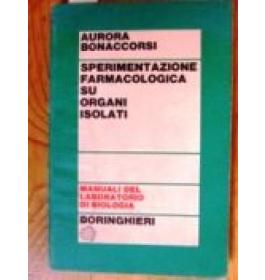 AURORA
BONACCORSI
SPERIMENTAZIONE
FARMACOLOGICA
SU
ORGANI
ISOLATI
MANUALI DEL
LABORATORIO
DI BIOLOGIA
BORINGHIERI